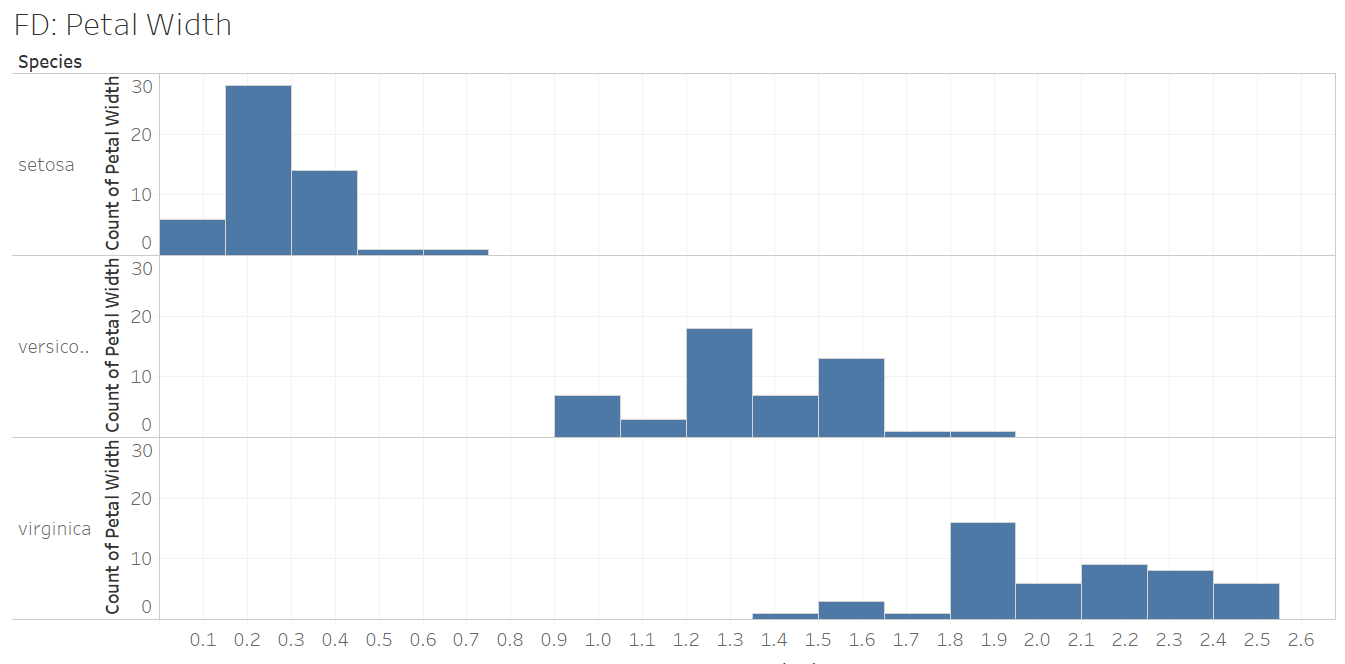 FD: Petal Width
Species
setosa
Count of Petal Width
30
20
10
0
versico..
Count of Petal Width
30
20
10
0
virginica
Count of Petal Width
30
20
10
0
0.1 0.2 0.3 0.4 0.5 0.6 0.7 0.8 0.9 1.0 1.1 1.2 1.3 1.4 1.5 1.6 1.7 1.8 1.9 2.0 2.1 2.2 2.3 2.4 2.5 2.6